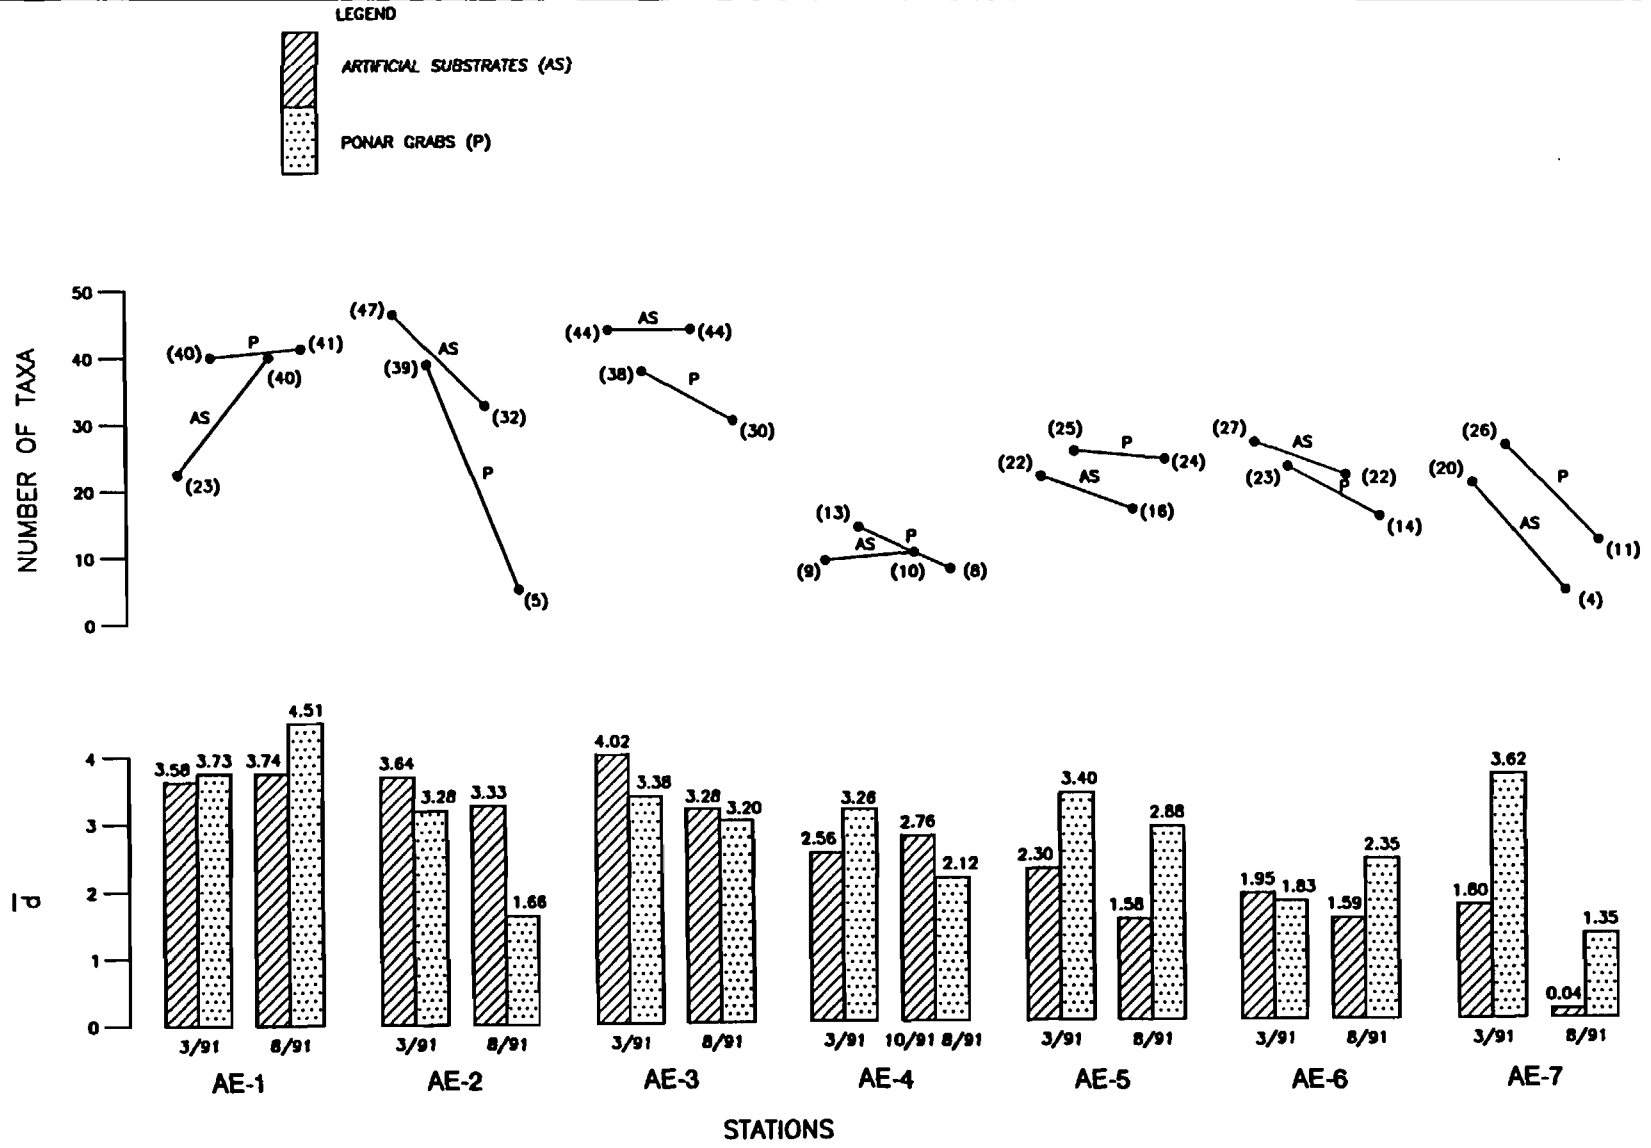 LEGEND
ARTIFICIAL SUBSTRATES (AS)
PONAR GRABS (P)
NUMBER OF TAXA
50
40
30
20
10
0
(40) P (41)
(40)
AS
(23)
(47)
AS
(39)
(32)
P
(5)
(44) AS (44)
(38) P
(30)
(13)
AS P
(9) (10) (8)
(25)
P
(22) (24)
AS
(16)
(27)
AS
(23) (22)
P
(14)
(26)
(20) P
AS
(11)
(4)
d
4
3
2
1
0
3.58 3.73 3.74 4.51
3.64 3.28 3.33 1.66
4.02 3.38 3.28 3.20
2.56 3.26 2.76 2.12
2.30 3.40 1.58 2.88
1.95 1.83 1.59 2.35
1.80 3.62 0.04 1.35
3/91 8/91 3/91 8/91 3/91 8/91 3/91 10/91 8/91 3/91 8/91 3/91 8/91 3/91 8/91
AE-1 AE-2 AE-3 AE-4 AE-5 AE-6 AE-7
STATIONS